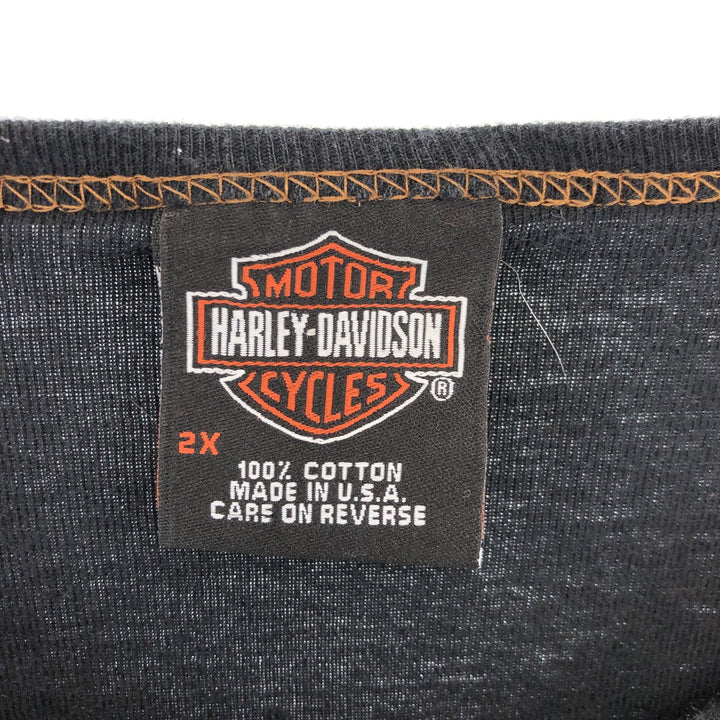 MOTOR
HARLEY-DAVIDSON
CYCLES
®
2X
100% COTTON
MADE IN U.S.A.
CARE ON REVERSE